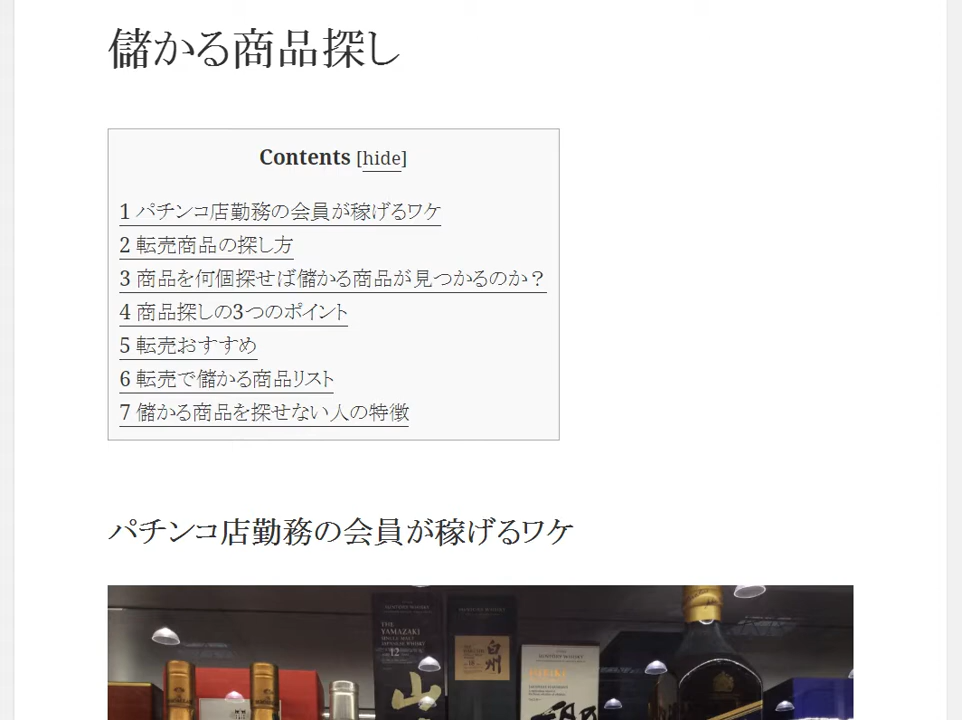 儲かる商品探し
Contents [hide]
1 パチンコ店勤務の会員が稼げるワケ
2 転売商品の探し方
3 商品を何個探せば儲かる商品が見つかるのか？
4 商品探しの3つのポイント
5 転売おすすめ
6 転売で儲かる商品リスト
7 儲かる商品を探せない人の特徴
パチンコ店勤務の会員が稼げるワケ
THE
YAMAZAKI
12
白州
山